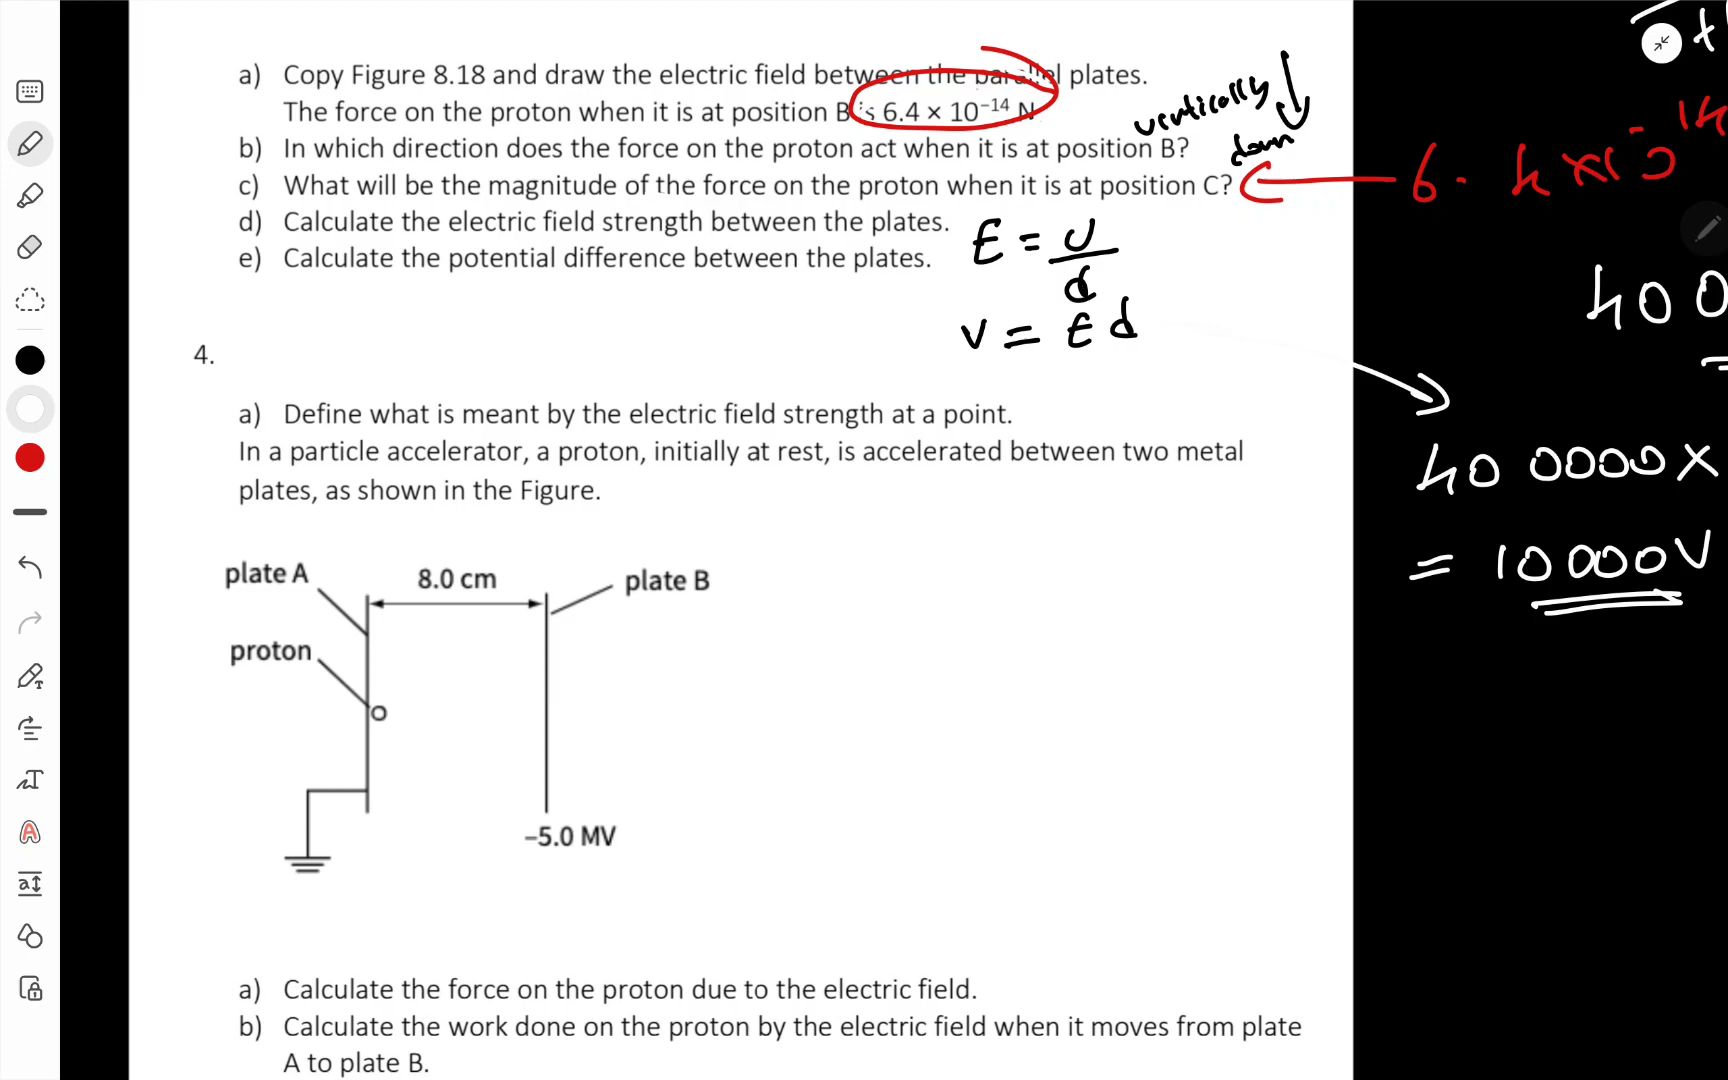 a) Copy Figure 8.18 and draw the electric field between the parallel plates.
The force on the proton when it is at position B is 6.4 × 10⁻¹⁴ N
vertically
down
b) In which direction does the force on the proton act when it is at position B?
c) What will be the magnitude of the force on the proton when it is at position C?
6.4 × 10⁻¹⁴
d) Calculate the electric field strength between the plates.
e) Calculate the potential difference between the plates.
E = V/d
V = Ed
400
400000 ×
= 10000V
4.
a) Define what is meant by the electric field strength at a point.
In a particle accelerator, a proton, initially at rest, is accelerated between two metal
plates, as shown in the Figure.
plate A
8.0 cm
plate B
proton
–5.0 MV
a) Calculate the force on the proton due to the electric field.
b) Calculate the work done on the proton by the electric field when it moves from plate
A to plate B.